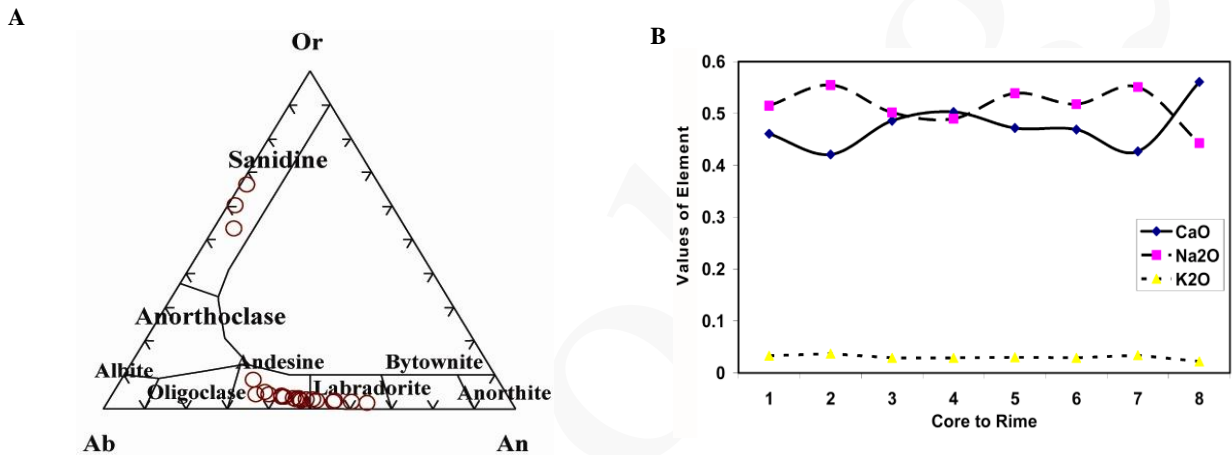 A
Or
Sanidine
Anorthoclase
Albite
Andesine
Bytownite
Oligoclase
Labradorite
Anorthite
Ab
An
B
Values of Element
0.6
0.5
0.4
0.3
0.2
0.1
0
1 2 3 4 5 6 7 8
Core to Rime
CaO
Na2O
K2O